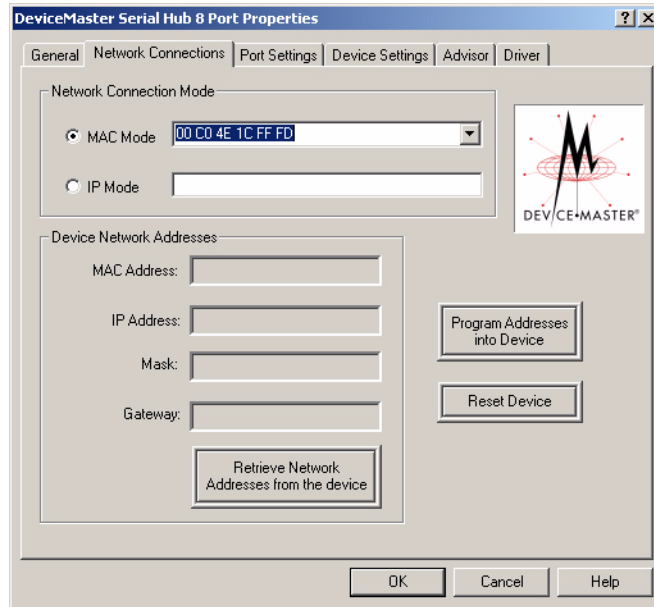 DeviceMaster Serial Hub 8 Port Properties
General Network Connections Port Settings Device Settings Advisor Driver
Network Connection Mode
MAC Mode 00 C0 4E 1C FF FD
IP Mode
DEVICE•MASTER®
Device Network Addresses
MAC Address:
IP Address:
Mask:
Gateway:
Retrieve Network
Addresses from the device
Program Addresses
into Device
Reset Device
OK Cancel Help